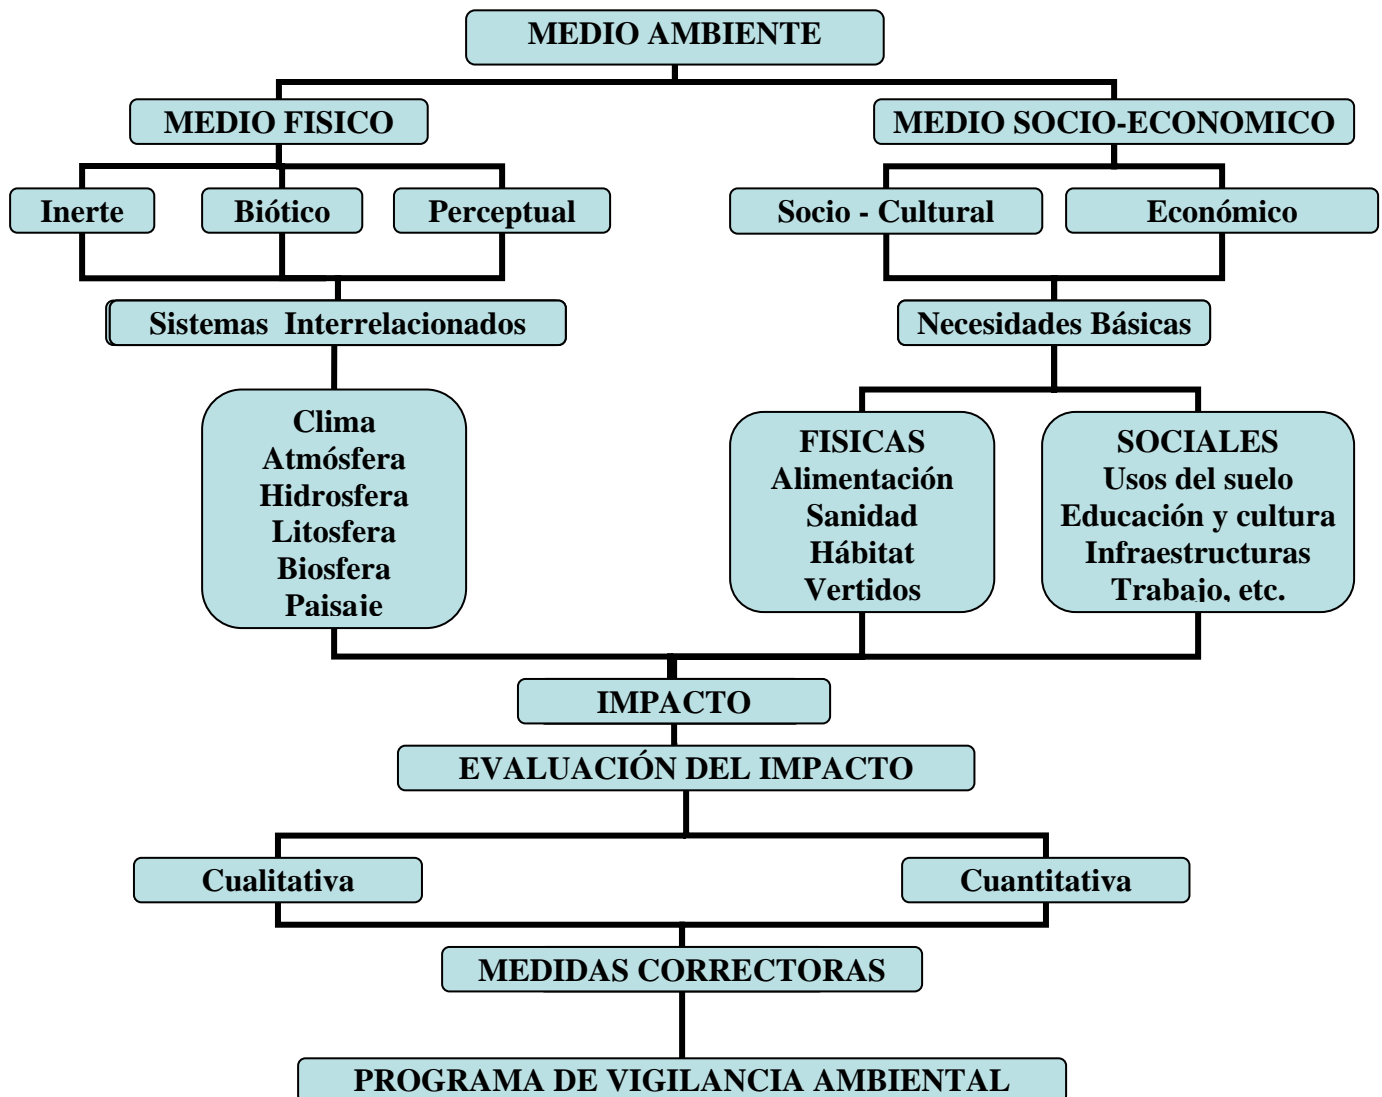 MEDIO AMBIENTE
MEDIO FISICO
MEDIO SOCIO-ECONOMICO
Inerte
Biótico
Perceptual
Socio - Cultural
Económico
Sistemas Interrelacionados
Necesidades Básicas
Clima
Atmósfera
Hidrosfera
Litosfera
Biosfera
Paisaje
FISICAS
Alimentación
Sanidad
Hábitat
Vertidos
SOCIALES
Usos del suelo
Educación y cultura
Infraestructuras
Trabajo, etc.
IMPACTO
EVALUACIÓN DEL IMPACTO
Cualitativa
Cuantitativa
MEDIDAS CORRECTORAS
PROGRAMA DE VIGILANCIA AMBIENTAL